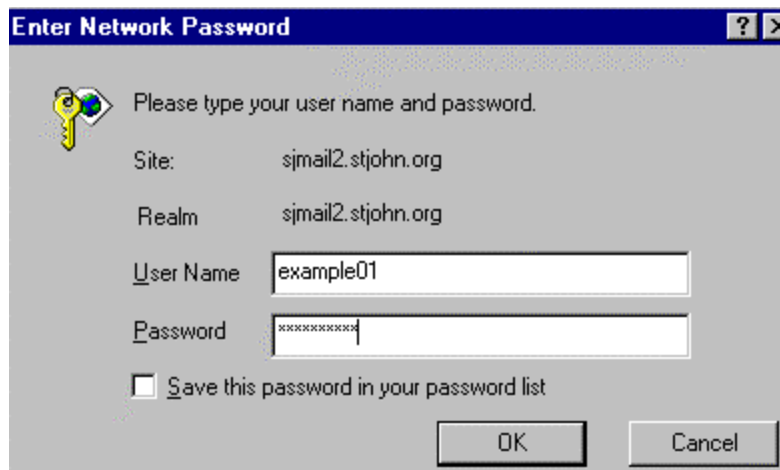 Enter Network Password
Please type your user name and password.
Site: sjmail2.stjohn.org
Realm sjmail2.stjohn.org
User Name example01
Password xxxxxxxxxx
Save this password in your password list
OK Cancel